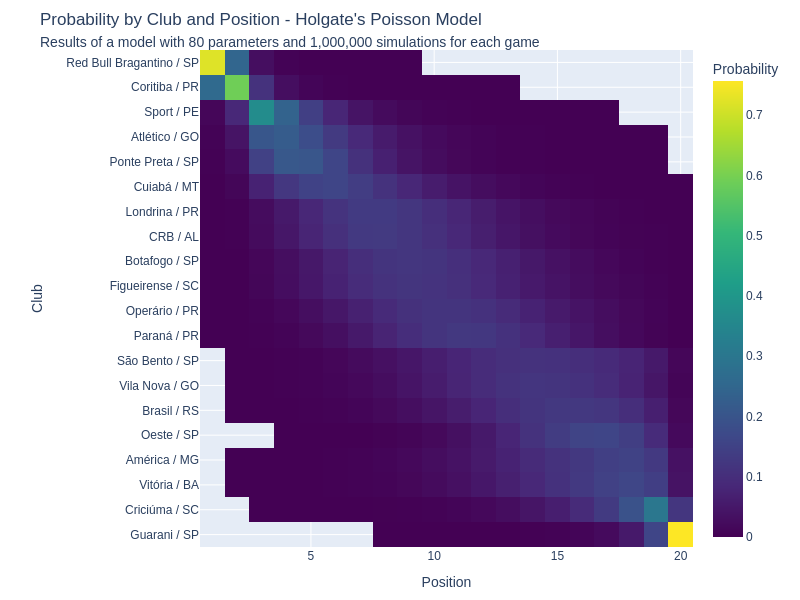 Probability by Club and Position - Holgate's Poisson Model
Results of a model with 80 parameters and 1,000,000 simulations for each game
Probability
Red Bull Bragantino / SP
Coritiba / PR
Sport / PE
Atlético / GO
Ponte Preta / SP
Cuiabá / MT
Londrina / PR
CRB / AL
Botafogo / SP
Figueirense / SC
Operário / PR
Paraná / PR
São Bento / SP
Vila Nova / GO
Brasil / RS
Oeste / SP
América / MG
Vitória / BA
Criciúma / SC
Guarani / SP
Club
5
10
15
20
Position
0.7
0.6
0.5
0.4
0.3
0.2
0.1
0